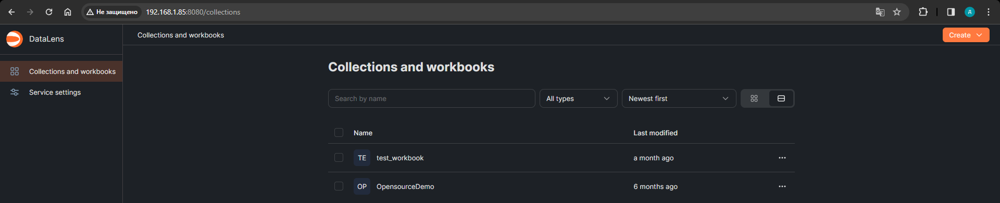 Не защищено 192.168.1.85:8080/collections Д
DataLens
Collections and workbooks
Create
Collections and workbooks
Service settings
Collections and workbooks
Search by name All types Newest first
Name Last modified
TE test_workbook a month ago
OP OpensourceDemo 6 months ago